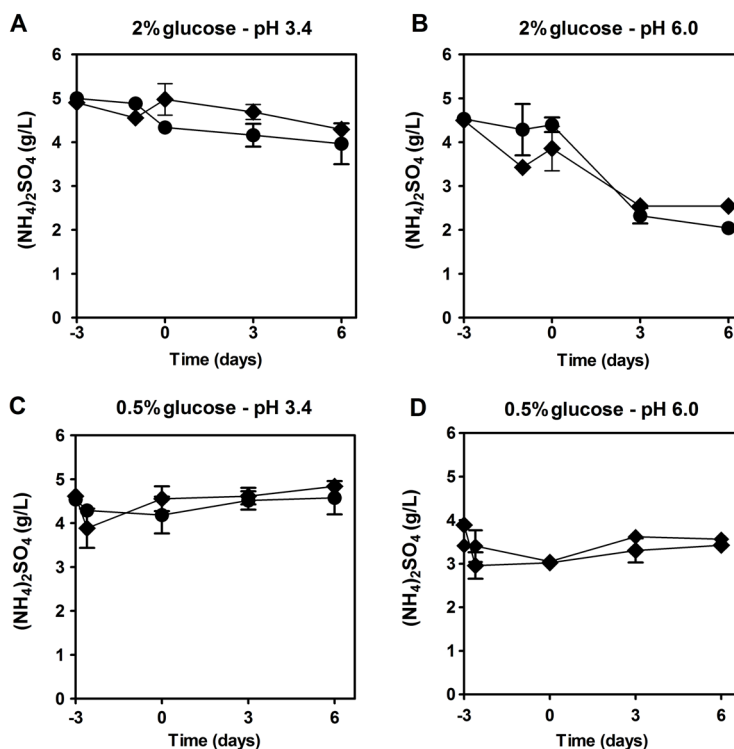 A
2% glucose - pH 3.4
(NH4)2SO4 (g/L)
6
5
4
3
2
1
0
-3
0
3
6
Time (days)
B
2% glucose - pH 6.0
(NH4)2SO4 (g/L)
6
5
4
3
2
1
0
-3
0
3
6
Time (days)
C
0.5% glucose - pH 3.4
(NH4)2SO4 (g/L)
6
5
4
3
2
1
0
-3
0
3
6
Time (days)
D
0.5% glucose - pH 6.0
(NH4)2SO4 (g/L)
6
5
4
3
2
1
0
-3
0
3
6
Time (days)